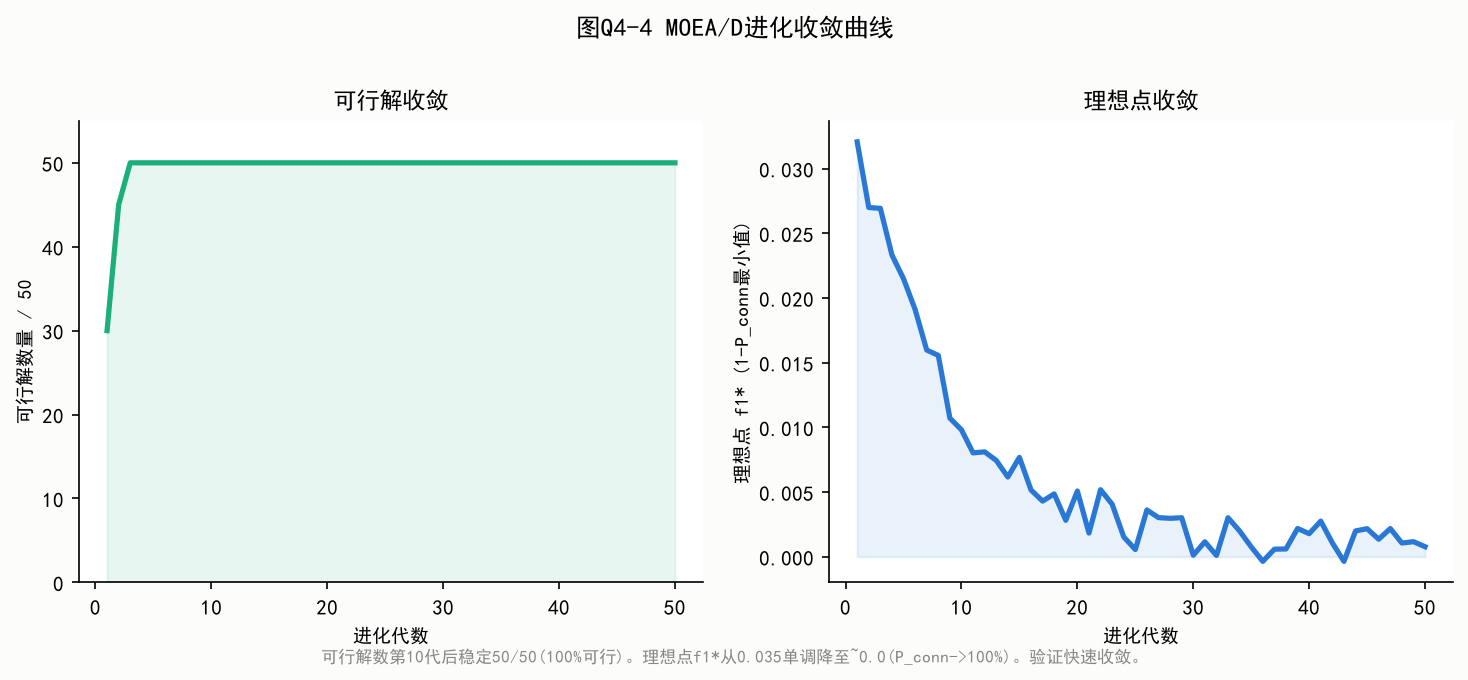 图Q4-4 MOEA/D进化收敛曲线
可行解收敛
可行解数量 / 50
50
40
30
20
10
0
0 10 20 30 40 50
进化代数
理想点收敛
理想点 f1* (1-P_conn最小值)
0.030
0.025
0.020
0.015
0.010
0.005
0.000
0 10 20 30 40 50
进化代数
可行解数第10代后稳定50/50(100%可行)。理想点f1*从0.035单调降至~0.0(P_conn->100%)。验证快速收敛。